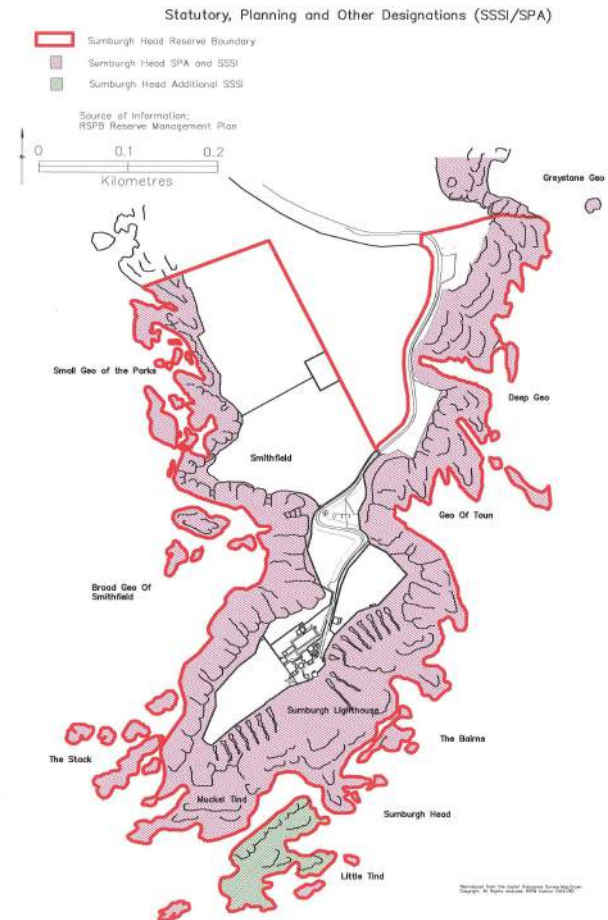 Statutory, Planning and Other Designations (SSSI/SPA)
Sumburgh Head Reserve Boundary
Sumburgh Head SPA and SSSI
Sumburgh Head Additional SSSI
Source of Information;
RSPB Reserve Management Plan
0 0.1 0.2
Kilometres
Greystane Geo
Small Geo of the Parks
Deep Geo
Smithfield
Geo Of Toun
Broad Geo Of
Smithfield
Sumburgh Lighthouse
The Bairns
The Stack
Muckel Tind
Sumburgh Head
Little Tind